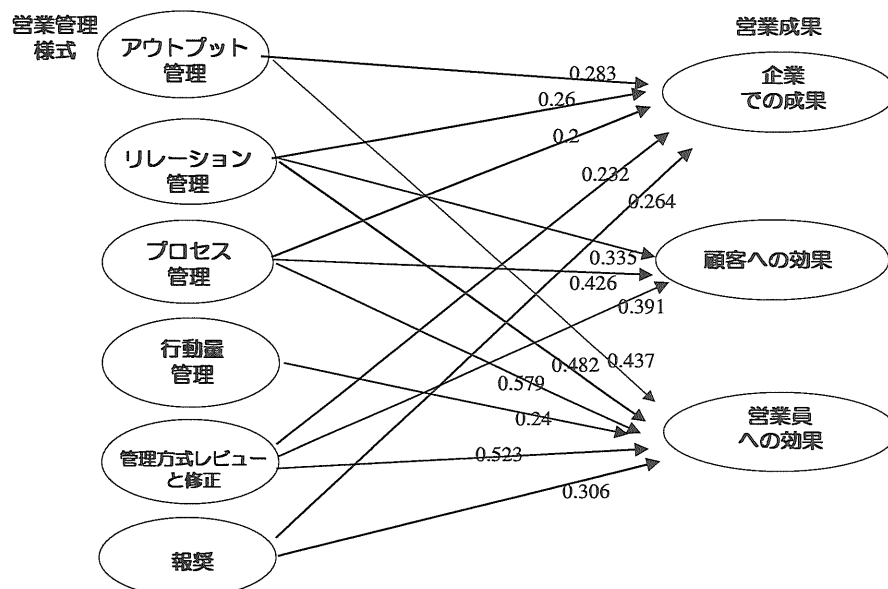 営業管理
様式
営業成果
アウトプット
管理
リレーション
管理
プロセス
管理
行動量
管理
管理方式レビュー
と修正
報奨
企業
での成果
顧客への効果
営業員
への効果
0.283
0.26
0.2
0.232
0.264
0.335
0.426
0.391
0.482
0.437
0.579
0.24
0.523
0.306